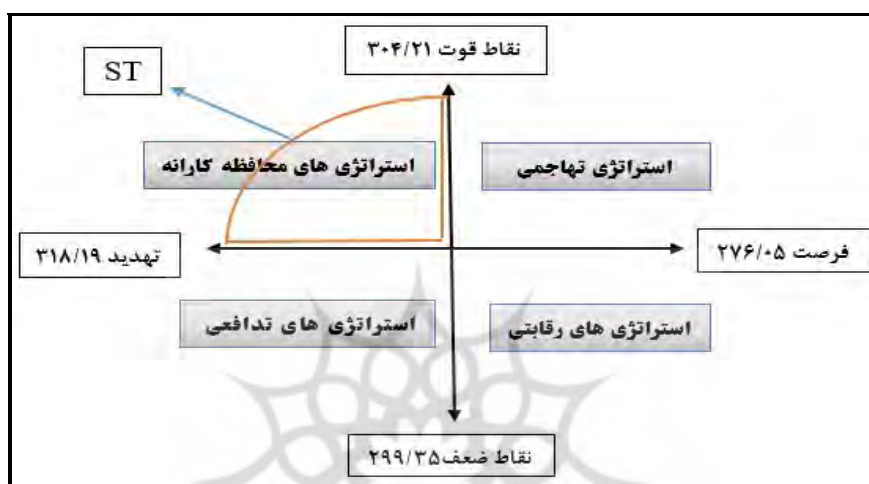 نقاط قوت ۳۰۴/۲۱
ST
استراتژی تهاجمی
استراتژی های محافظه کارانه
فرصت ۲۷۶/۰۵
تهدید ۳۱۸/۱۹
استراتژی های رقابتی
استراتژی های تدافعی
نقاط ضعف۲۹۹/۳۵